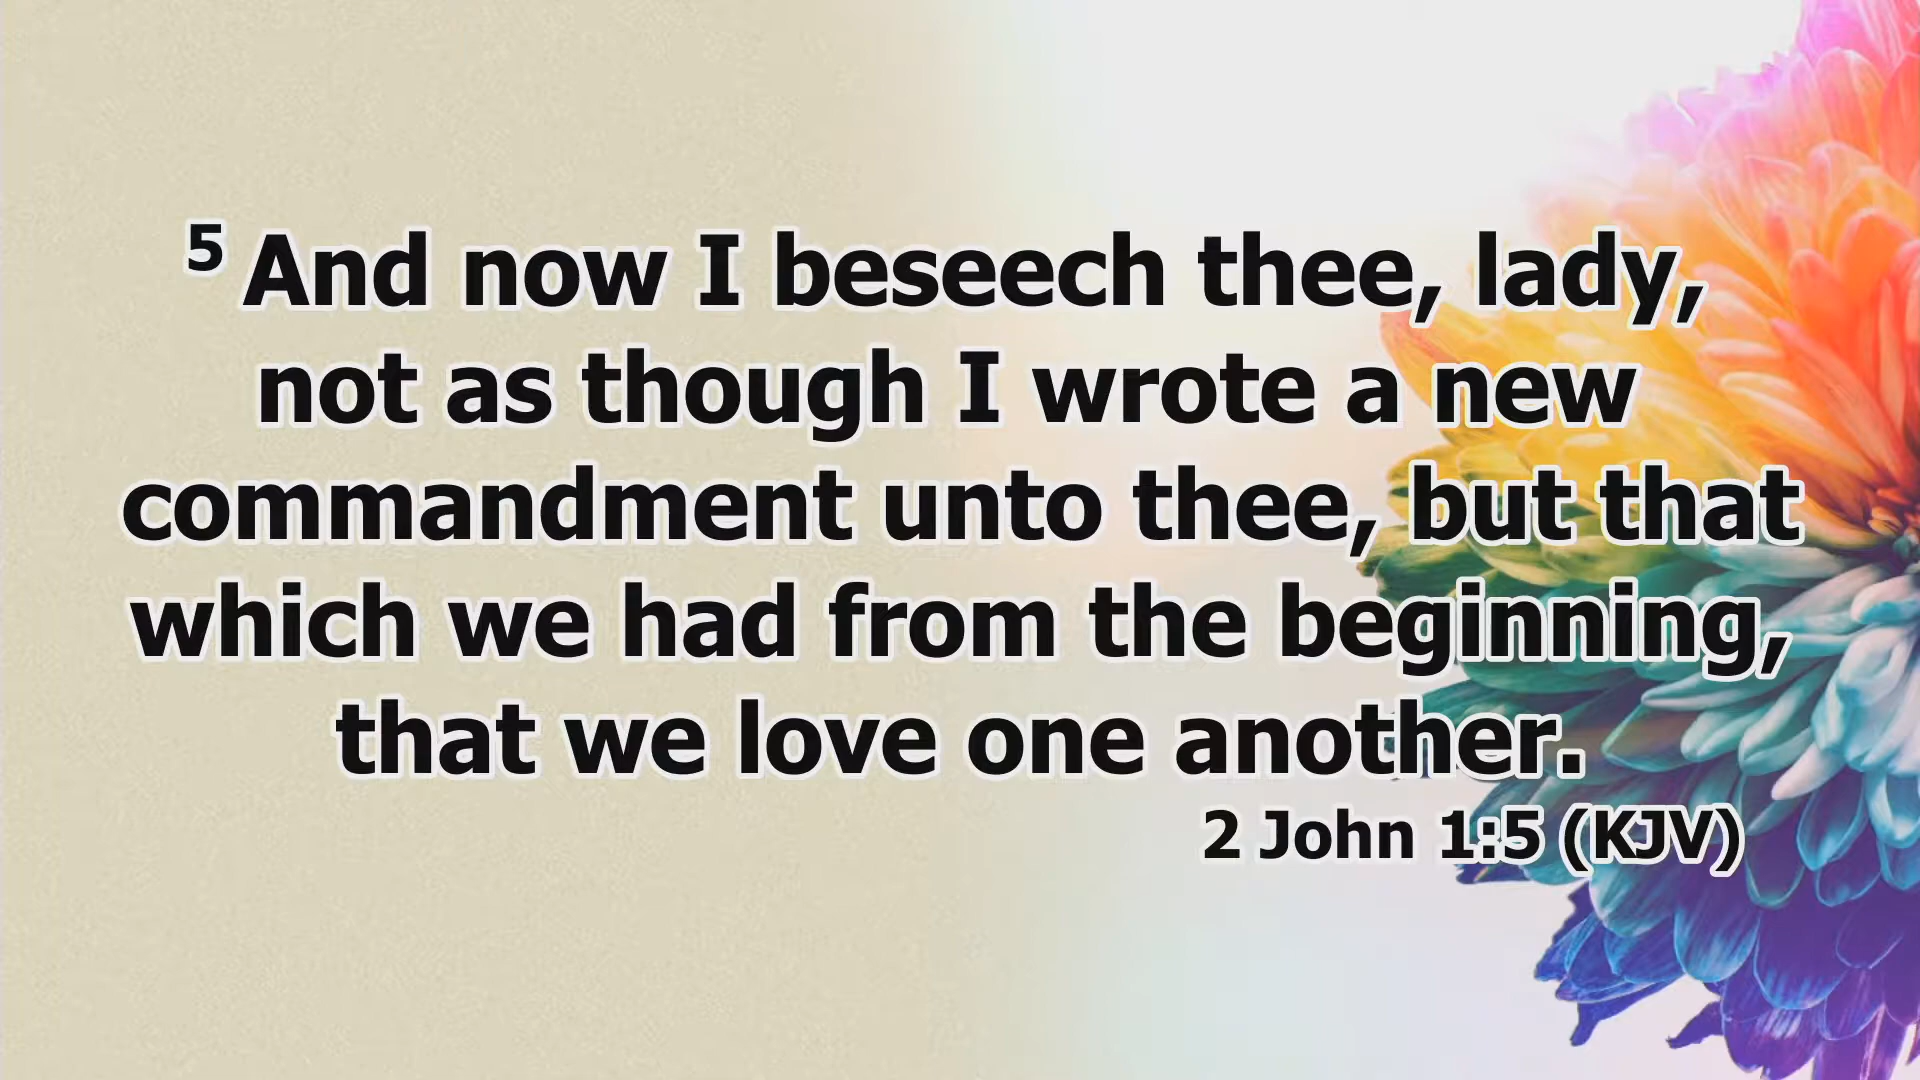 5 And now I beseech thee, lady,
not as though I wrote a new
commandment unto thee, but that
which we had from the beginning,
that we love one another.
2 John 1:5 (KJV)